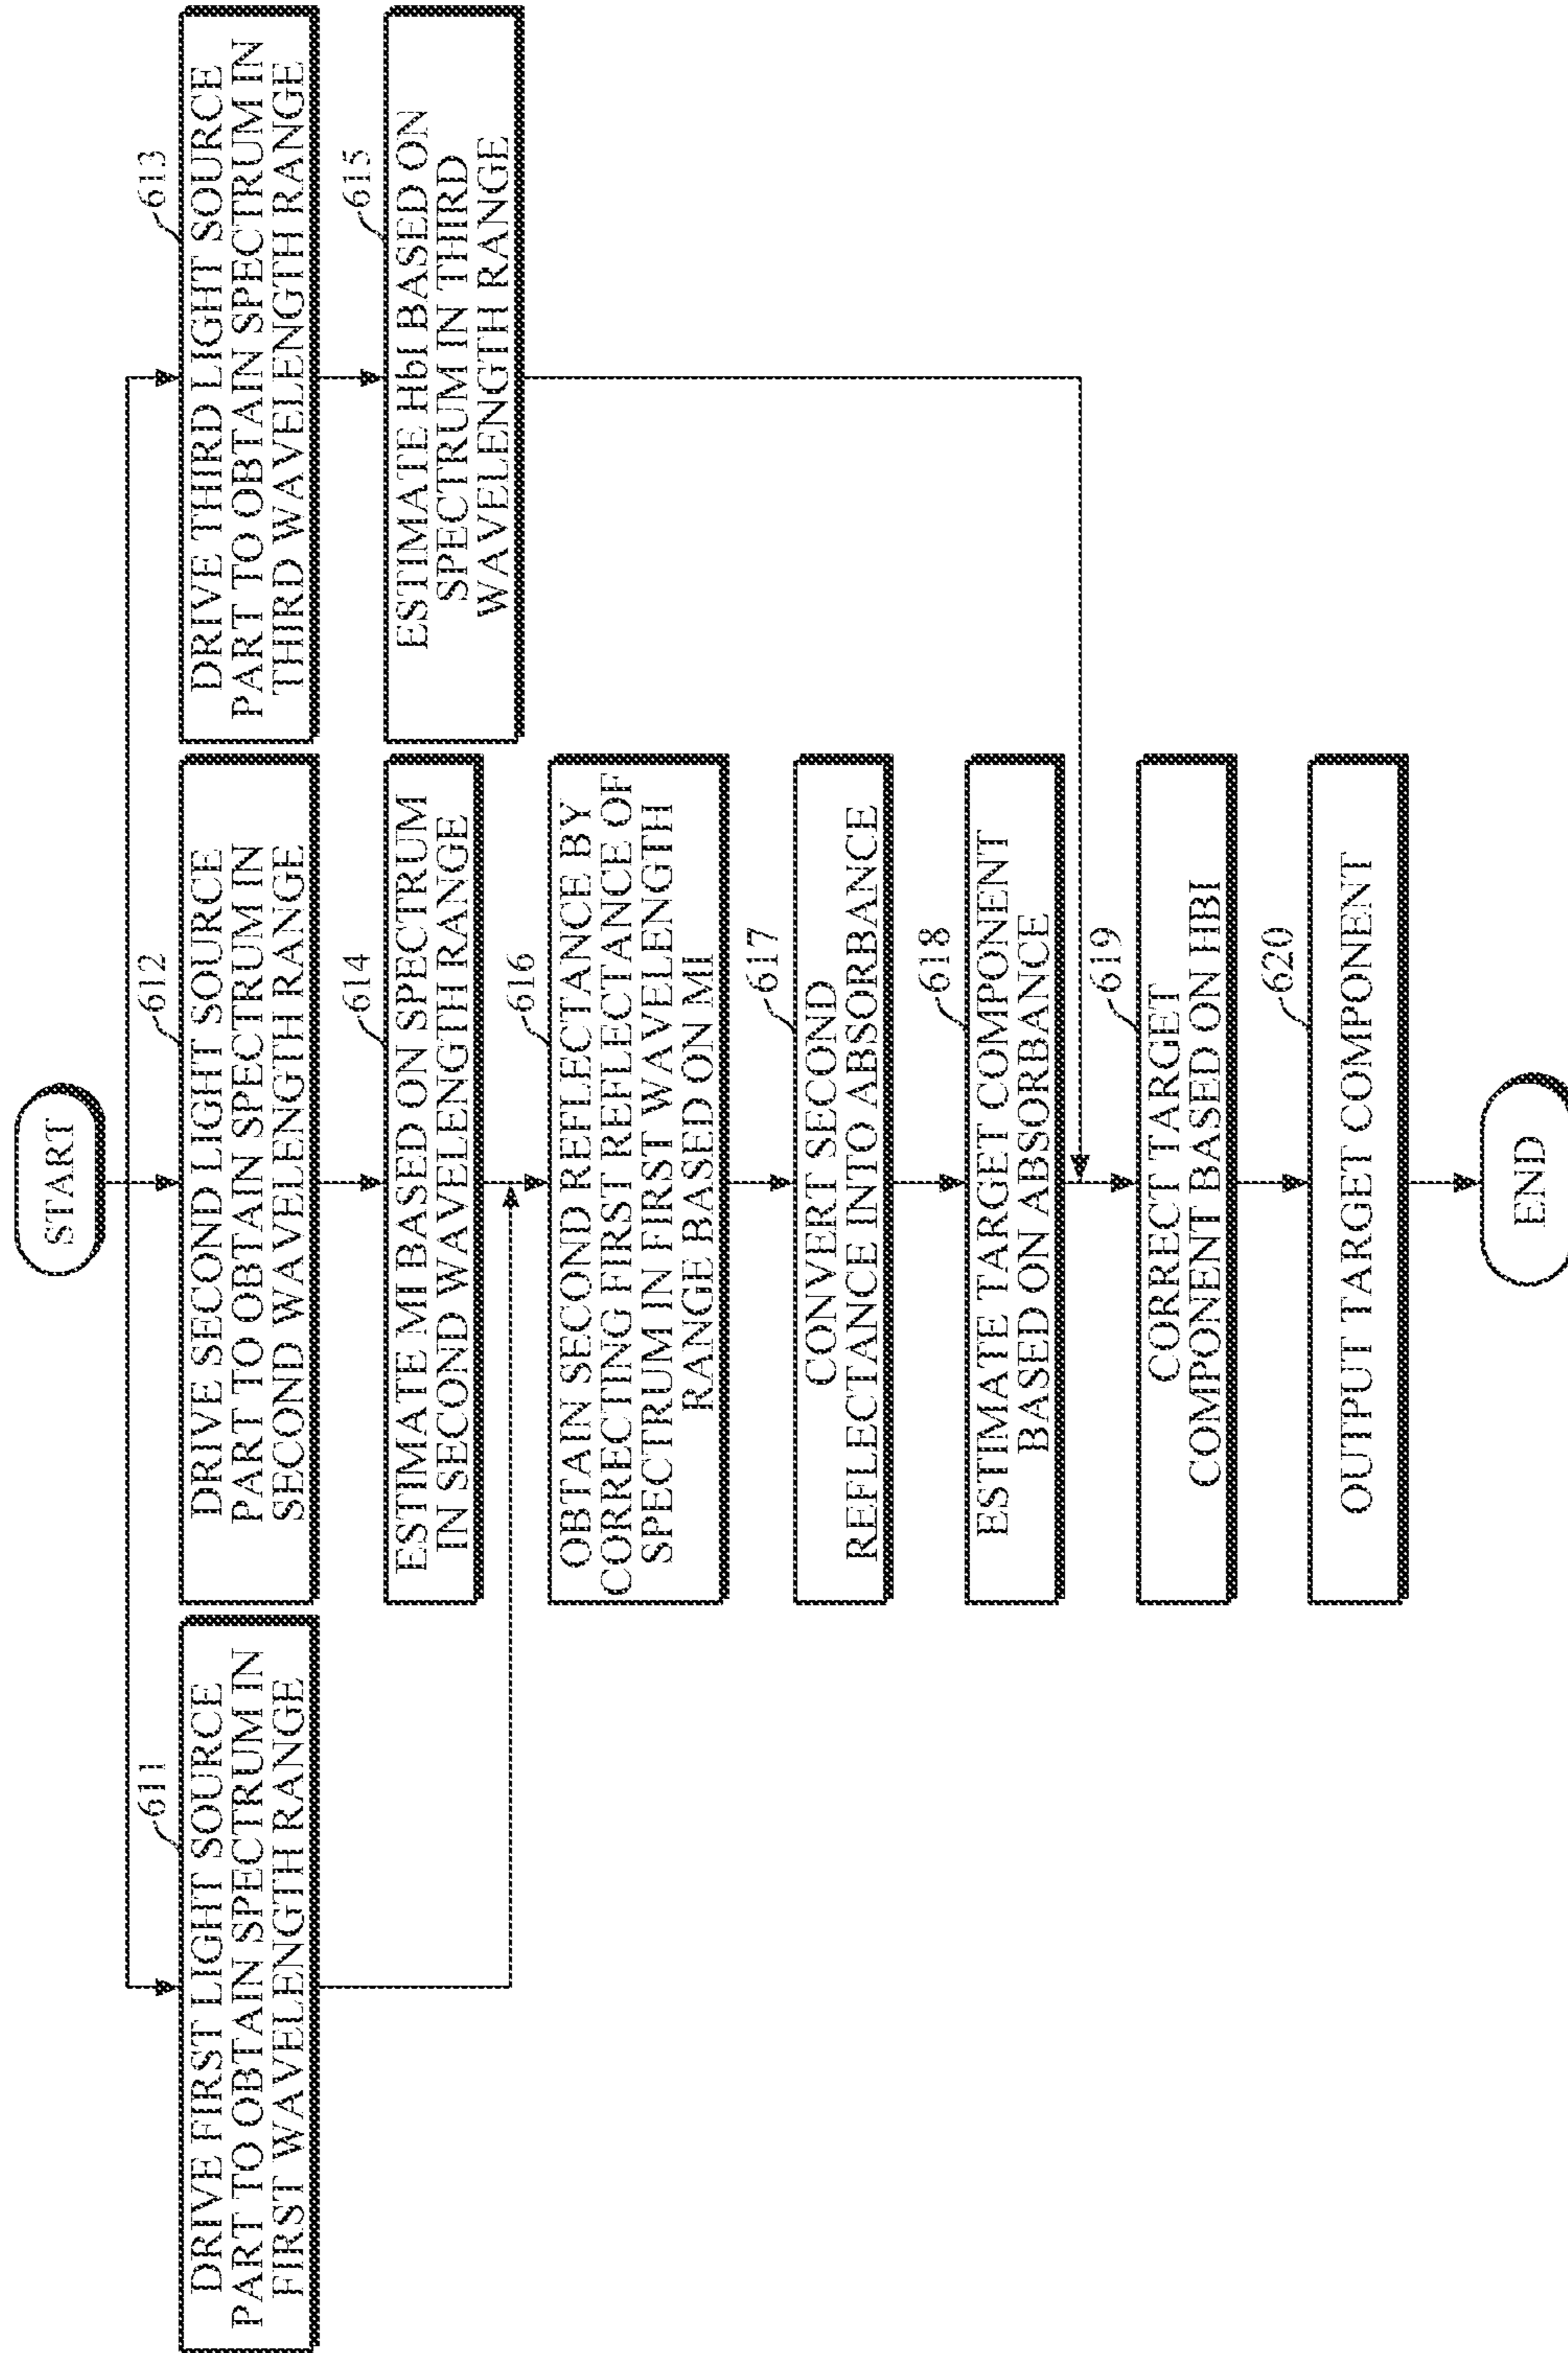 START
611
DRIVE FIRST LIGHT SOURCE
PART TO OBTAIN SPECTRUM IN
FIRST WAVELENGTH RANGE
612
DRIVE SECOND LIGHT SOURCE
PART TO OBTAIN SPECTRUM IN
SECOND WAVELENGTH RANGE
613
DRIVE THIRD LIGHT SOURCE
PART TO OBTAIN SPECTRUM IN
THIRD WAVELENGTH RANGE
614
ESTIMATE MI BASED ON SPECTRUM
IN SECOND WAVELENGTH RANGE
615
ESTIMATE HbI BASED ON
SPECTRUM IN THIRD
WAVELENGTH RANGE
616
OBTAIN SECOND REFLECTANCE BY
CORRECTING FIRST REFLECTANCE OF
SPECTRUM IN FIRST WAVELENGTH
RANGE BASED ON MI
617
CONVERT SECOND
REFLECTANCE INTO ABSORBANCE
618
ESTIMATE TARGET COMPONENT
BASED ON ABSORBANCE
619
CORRECT TARGET
COMPONENT BASED ON HBI
620
OUTPUT TARGET COMPONENT
END